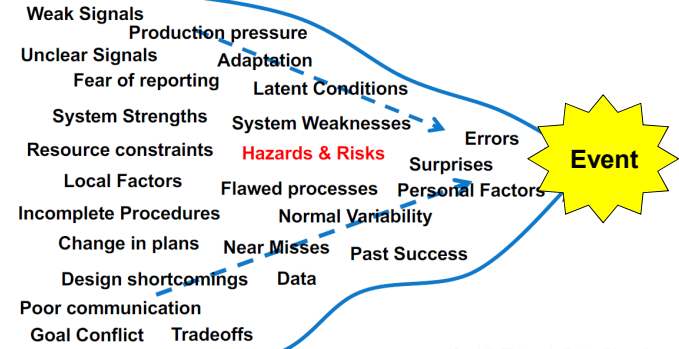 Weak Signals
Production pressure
Unclear Signals
Adaptation
Fear of reporting
Latent Conditions
System Strengths
System Weaknesses
Errors
Resource constraints
Hazards & Risks
Surprises
Event
Local Factors
Flawed processes
Personal Factors
Incomplete Procedures
Normal Variability
Change in plans
Near Misses
Past Success
Design shortcomings
Data
Poor communication
Goal Conflict
Tradeoffs